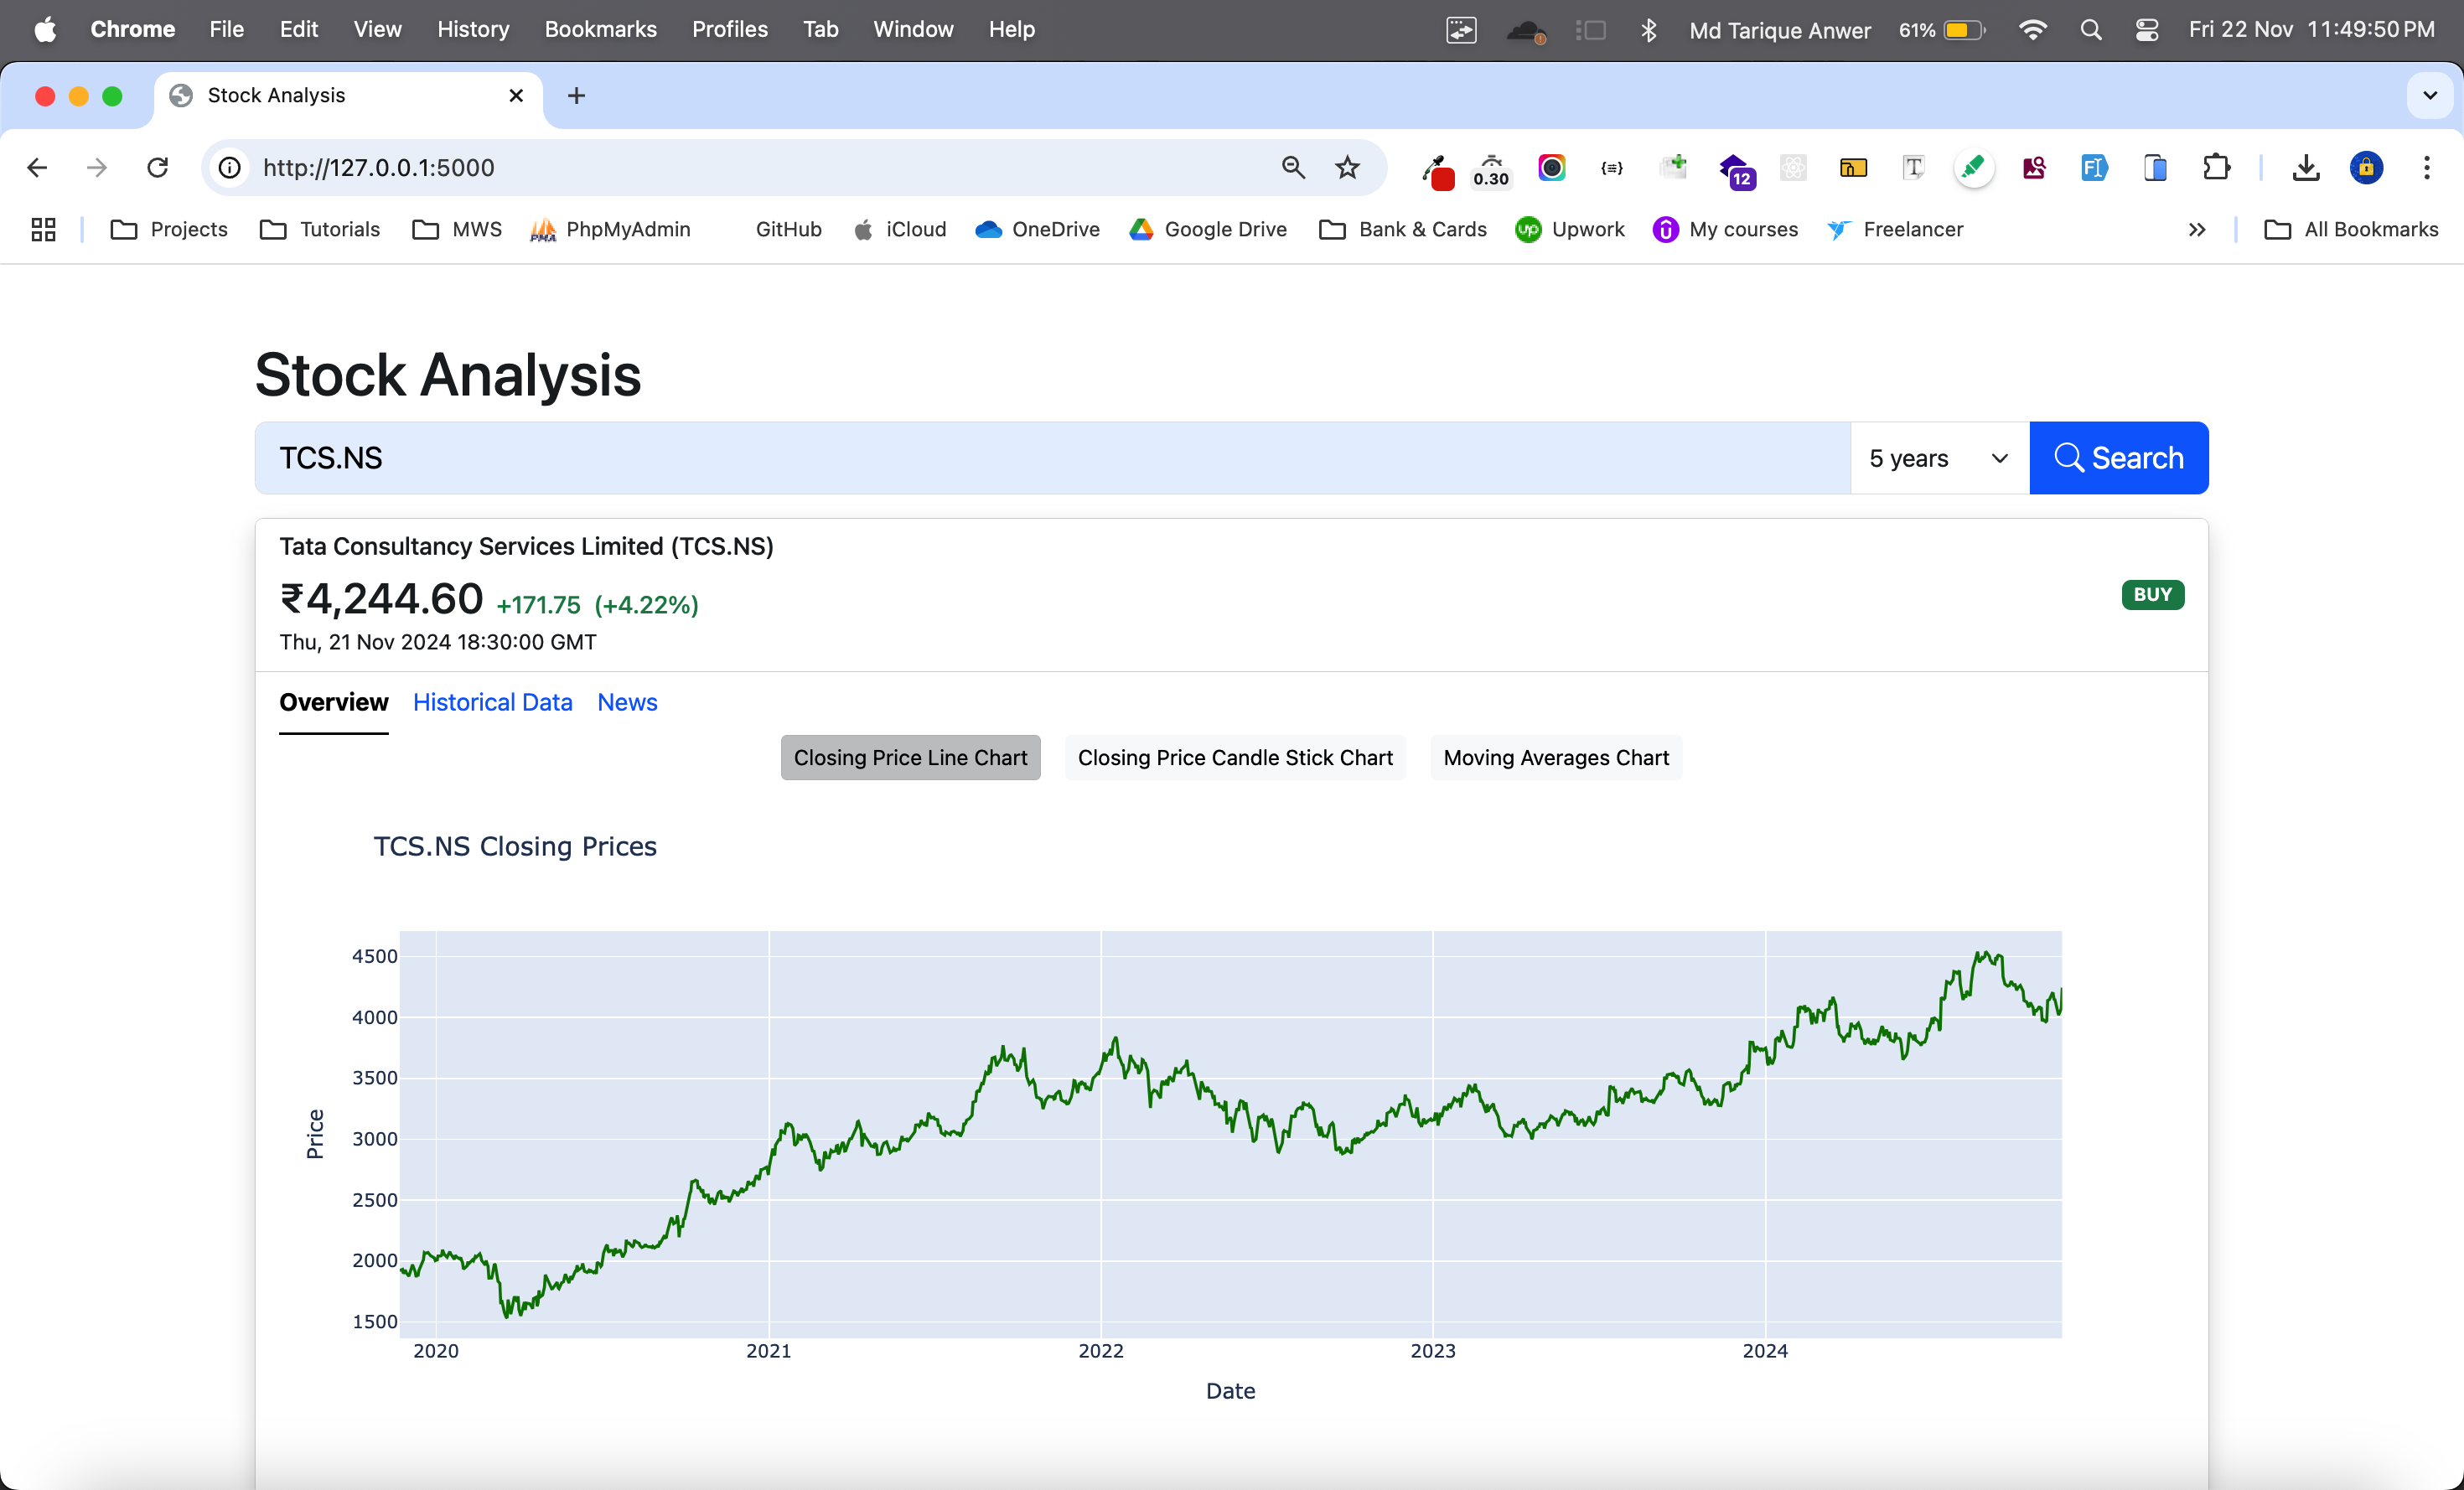 Chrome File Edit View History Bookmarks Profiles Tab Window Help Md Tarique Anwer 61% Fri 22 Nov 11:49:50 PM
Stock Analysis
http://127.0.0.1:5000 0.30 12
Projects Tutorials MWS PhpMyAdmin GitHub iCloud OneDrive Google Drive Bank & Cards Upwork My courses Freelancer All Bookmarks
Stock Analysis
TCS.NS 5 years Search
Tata Consultancy Services Limited (TCS.NS)
₹4,244.60 +171.75 (+4.22%) BUY
Thu, 21 Nov 2024 18:30:00 GMT
Overview Historical Data News
Closing Price Line Chart Closing Price Candle Stick Chart Moving Averages Chart
TCS.NS Closing Prices
4500
4000
3500
3000
2500
2000
1500
Price
2020 2021 2022 2023 2024
Date